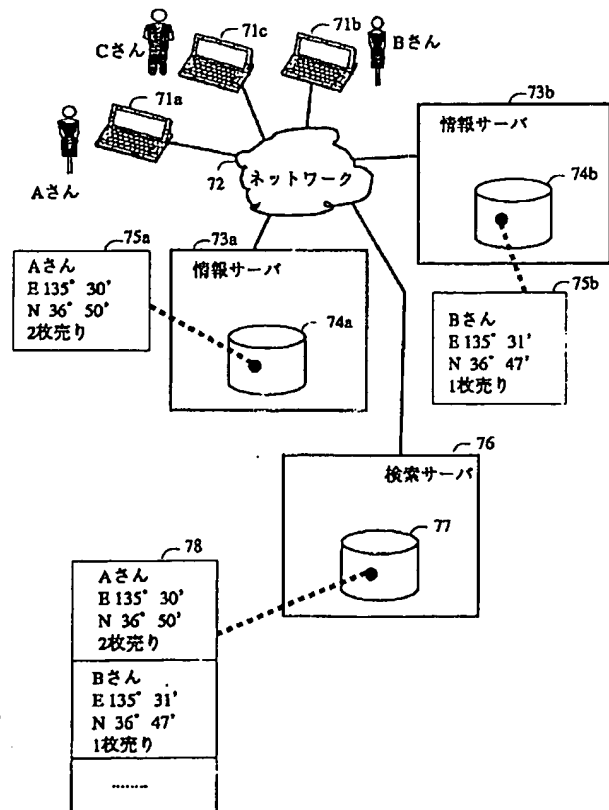 71c
71b
Cさん
Bさん
71a
Aさん
72
ネットワーク
73b
情報サーバ
74b
75a
Aさん
E 135° 30'
N 36° 50'
2枚売り
73a
情報サーバ
74a
75b
Bさん
E 135° 31'
N 36° 47'
1枚売り
76
検索サーバ
77
78
Aさん
E 135° 30'
N 36° 50'
2枚売り
Bさん
E 135° 31'
N 36° 47'
1枚売り
........